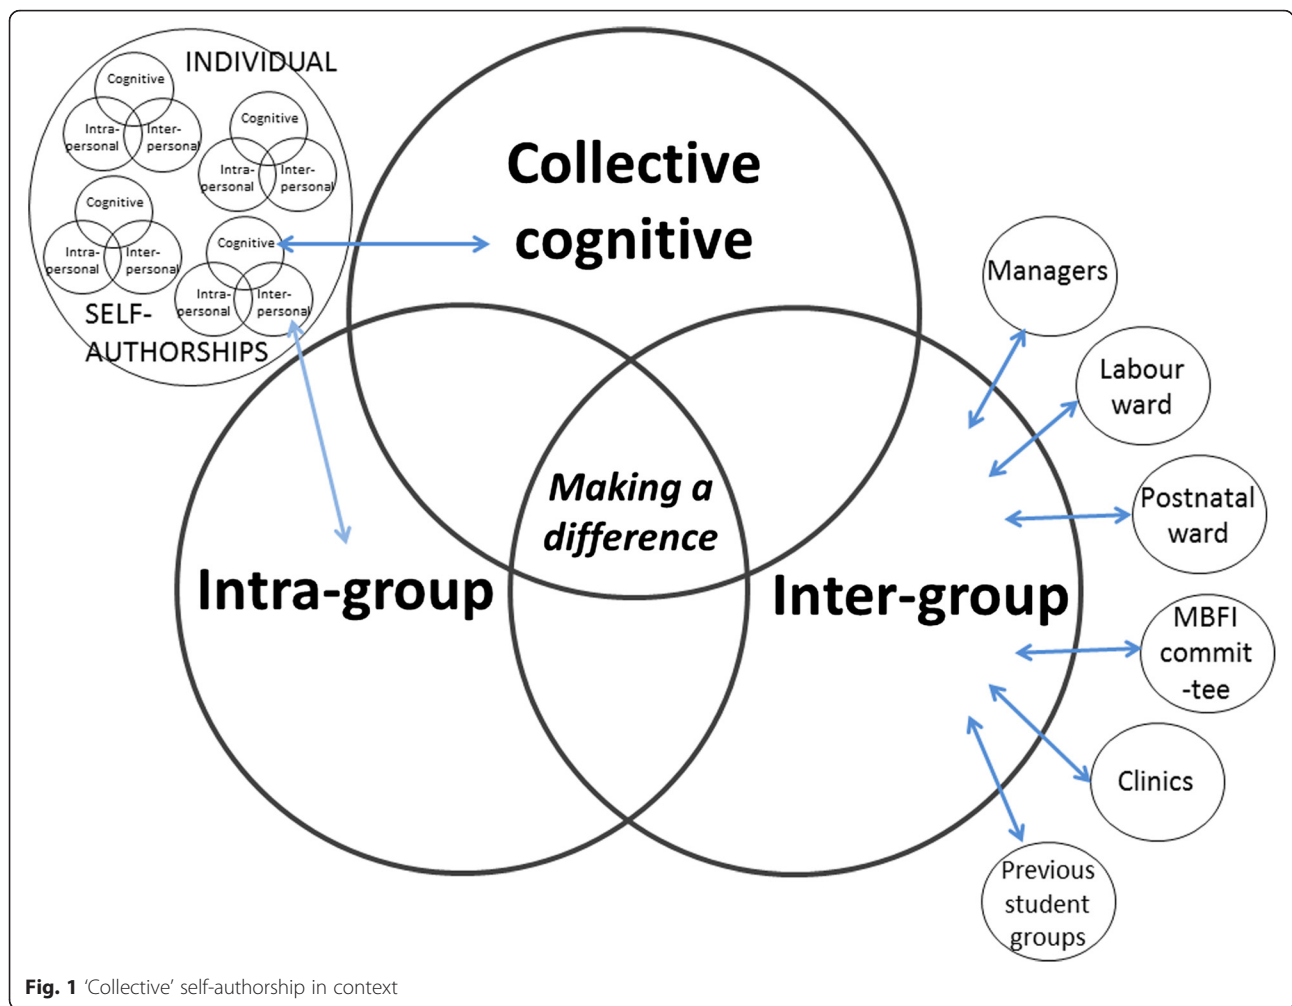 INDIVIDUAL
Cognitive
Intra-
personal
Inter-
personal
Cognitive
Intra-
personal
Inter-
personal
Cognitive
Intra-
personal
Inter-
personal
Cognitive
Intra-
personal
Inter-
personal
SELF-
AUTHORSHIPS
Collective
cognitive
Managers
Labour
ward
Postnatal
ward
Making a
difference
Intra-group
Inter-group
MBFI
commit
-tee
Clinics
Previous
student
groups
Fig. 1 ‘Collective’ self-authorship in context